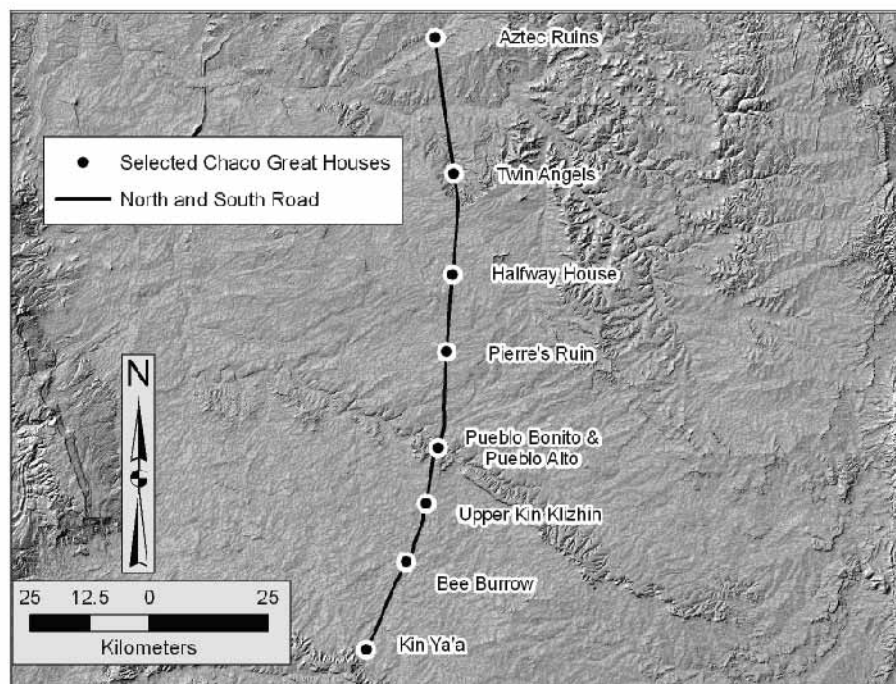 Aztec Ruins
Selected Chaco Great Houses
North and South Road
Twin Angels
Halfway House
Pierre's Ruin
N
Pueblo Bonito &
Pueblo Alto
Upper Kin Klizhin
Bee Burrow
25 12.5 0 25
Kilometers
Kin Ya'a